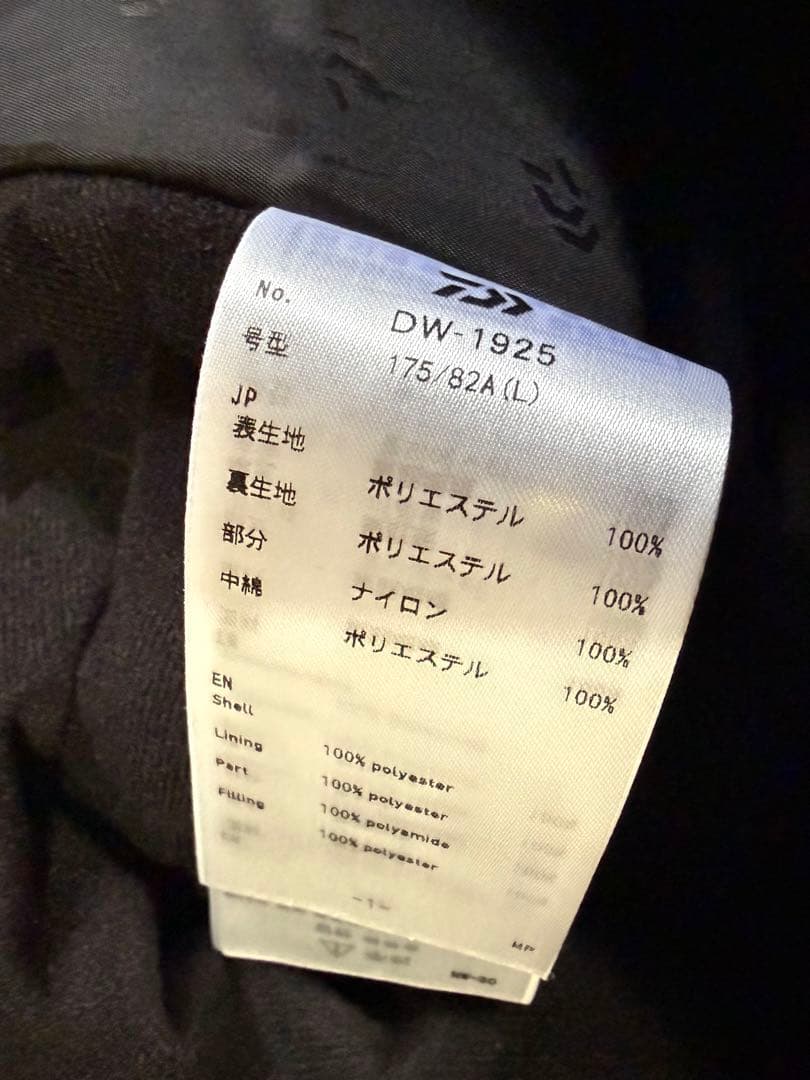 No. DW-1925
号型 175/82A(L)
JP
表生地 ポリエステル 100%
裏生地 ポリエステル 100%
部分 ナイロン 100%
中綿 ポリエステル 100%
EN
Shell 100% polyester
Lining 100% polyester
Part 100% polyamide
Filling 100% polyester
-1-
MP